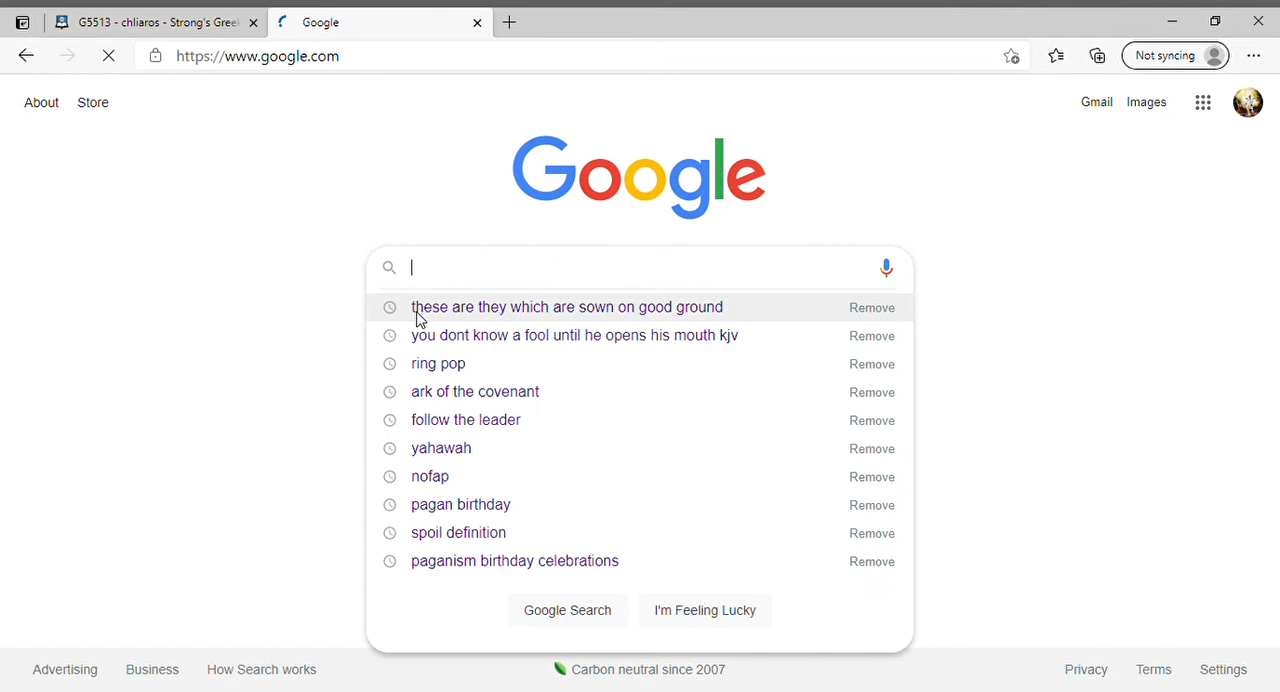 G5513 - chliaros - Strong's Greek
Google
https://www.google.com
Not syncing
About Store
Gmail Images
Google
these are they which are sown on good ground Remove
you dont know a fool until he opens his mouth kjv Remove
ring pop Remove
ark of the covenant Remove
follow the leader Remove
yahawah Remove
nofap Remove
pagan birthday Remove
spoil definition Remove
paganism birthday celebrations Remove
Google Search I'm Feeling Lucky
Advertising Business How Search works Carbon neutral since 2007 Privacy Terms Settings